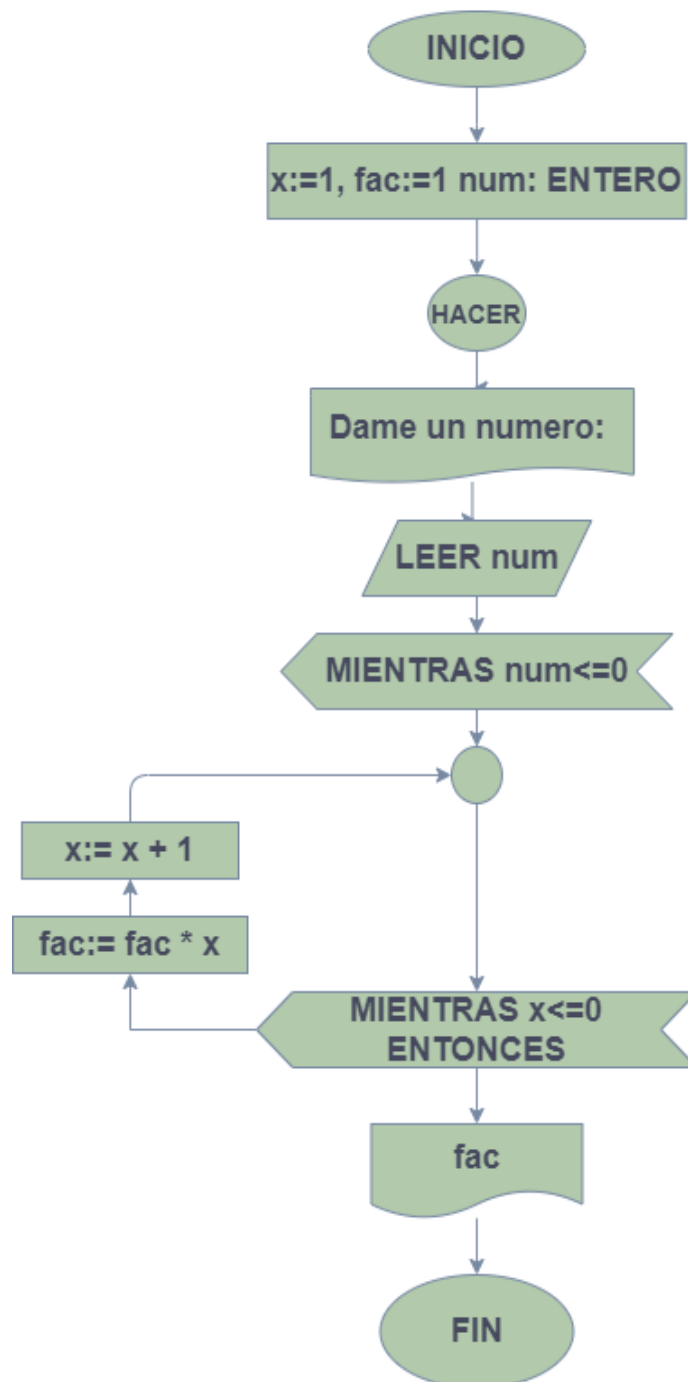 INICIO
x:=1, fac:=1 num: ENTERO
HACER
Dame un numero:
LEER num
MIENTRAS num<=0
x:= x + 1
fac:= fac * x
MIENTRAS x<=0
ENTONCES
fac
FIN